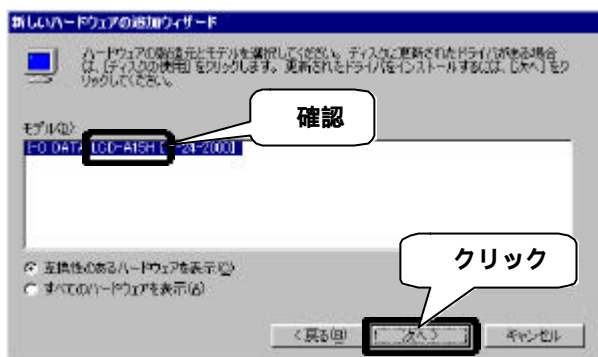 新しいハードウェアの追加ウィザード
ハードウェアの製造元とモデルを選択してください。ディスクに更新されたドライバがある場合
は、[ディスクの使用] をクリックします。更新されたドライバをインストールするには、[次へ] をク
リックしてください。
確認
モデル(D):
I-O DATA LCD-A15H [ -24-2000]
クリック
互換性のあるハードウェアを表示(C)
すべてのハードウェアを表示(A)
< 戻る(B)
次へ >
キャンセル